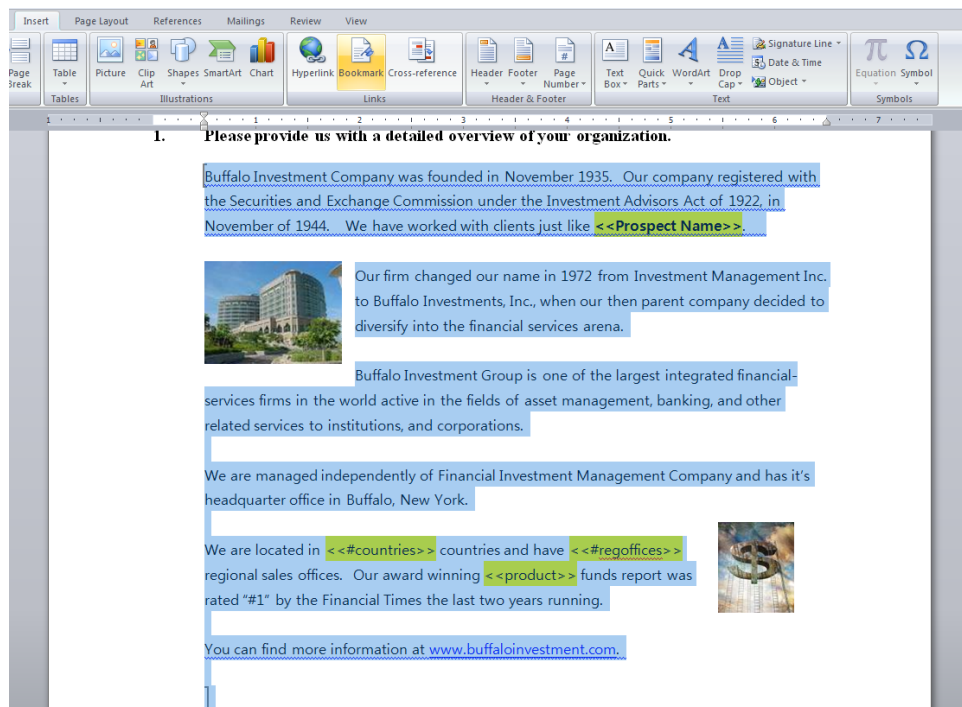 Insert Page Layout References Mailings Review View
Page Break Table Picture Clip Art Shapes SmartArt Chart Hyperlink Bookmark Cross-reference Header Footer Page Number Text Box Quick Parts WordArt Drop Cap Signature Line Date & Time Object Equation Symbol
Tables Illustrations Links Header & Footer Text Symbols
1 1 2 3 4 5 6 7
1. Please provide us with a detailed overview of your organization.
Buffalo Investment Company was founded in November 1935. Our company registered with
the Securities and Exchange Commission under the Investment Advisors Act of 1922, in
November of 1944. We have worked with clients just like <<Prospect Name>>.
Our firm changed our name in 1972 from Investment Management Inc.
to Buffalo Investments, Inc., when our then parent company decided to
diversify into the financial services arena.
Buffalo Investment Group is one of the largest integrated financial-
services firms in the world active in the fields of asset management, banking, and other
related services to institutions, and corporations.
We are managed independently of Financial Investment Management Company and has it's
headquarter office in Buffalo, New York.
We are located in <<#countries>> countries and have <<#regoffices>>
regional sales offices. Our award winning <<product>> funds report was
rated "#1" by the Financial Times the last two years running.
You can find more information at www.buffaloinvestment.com.